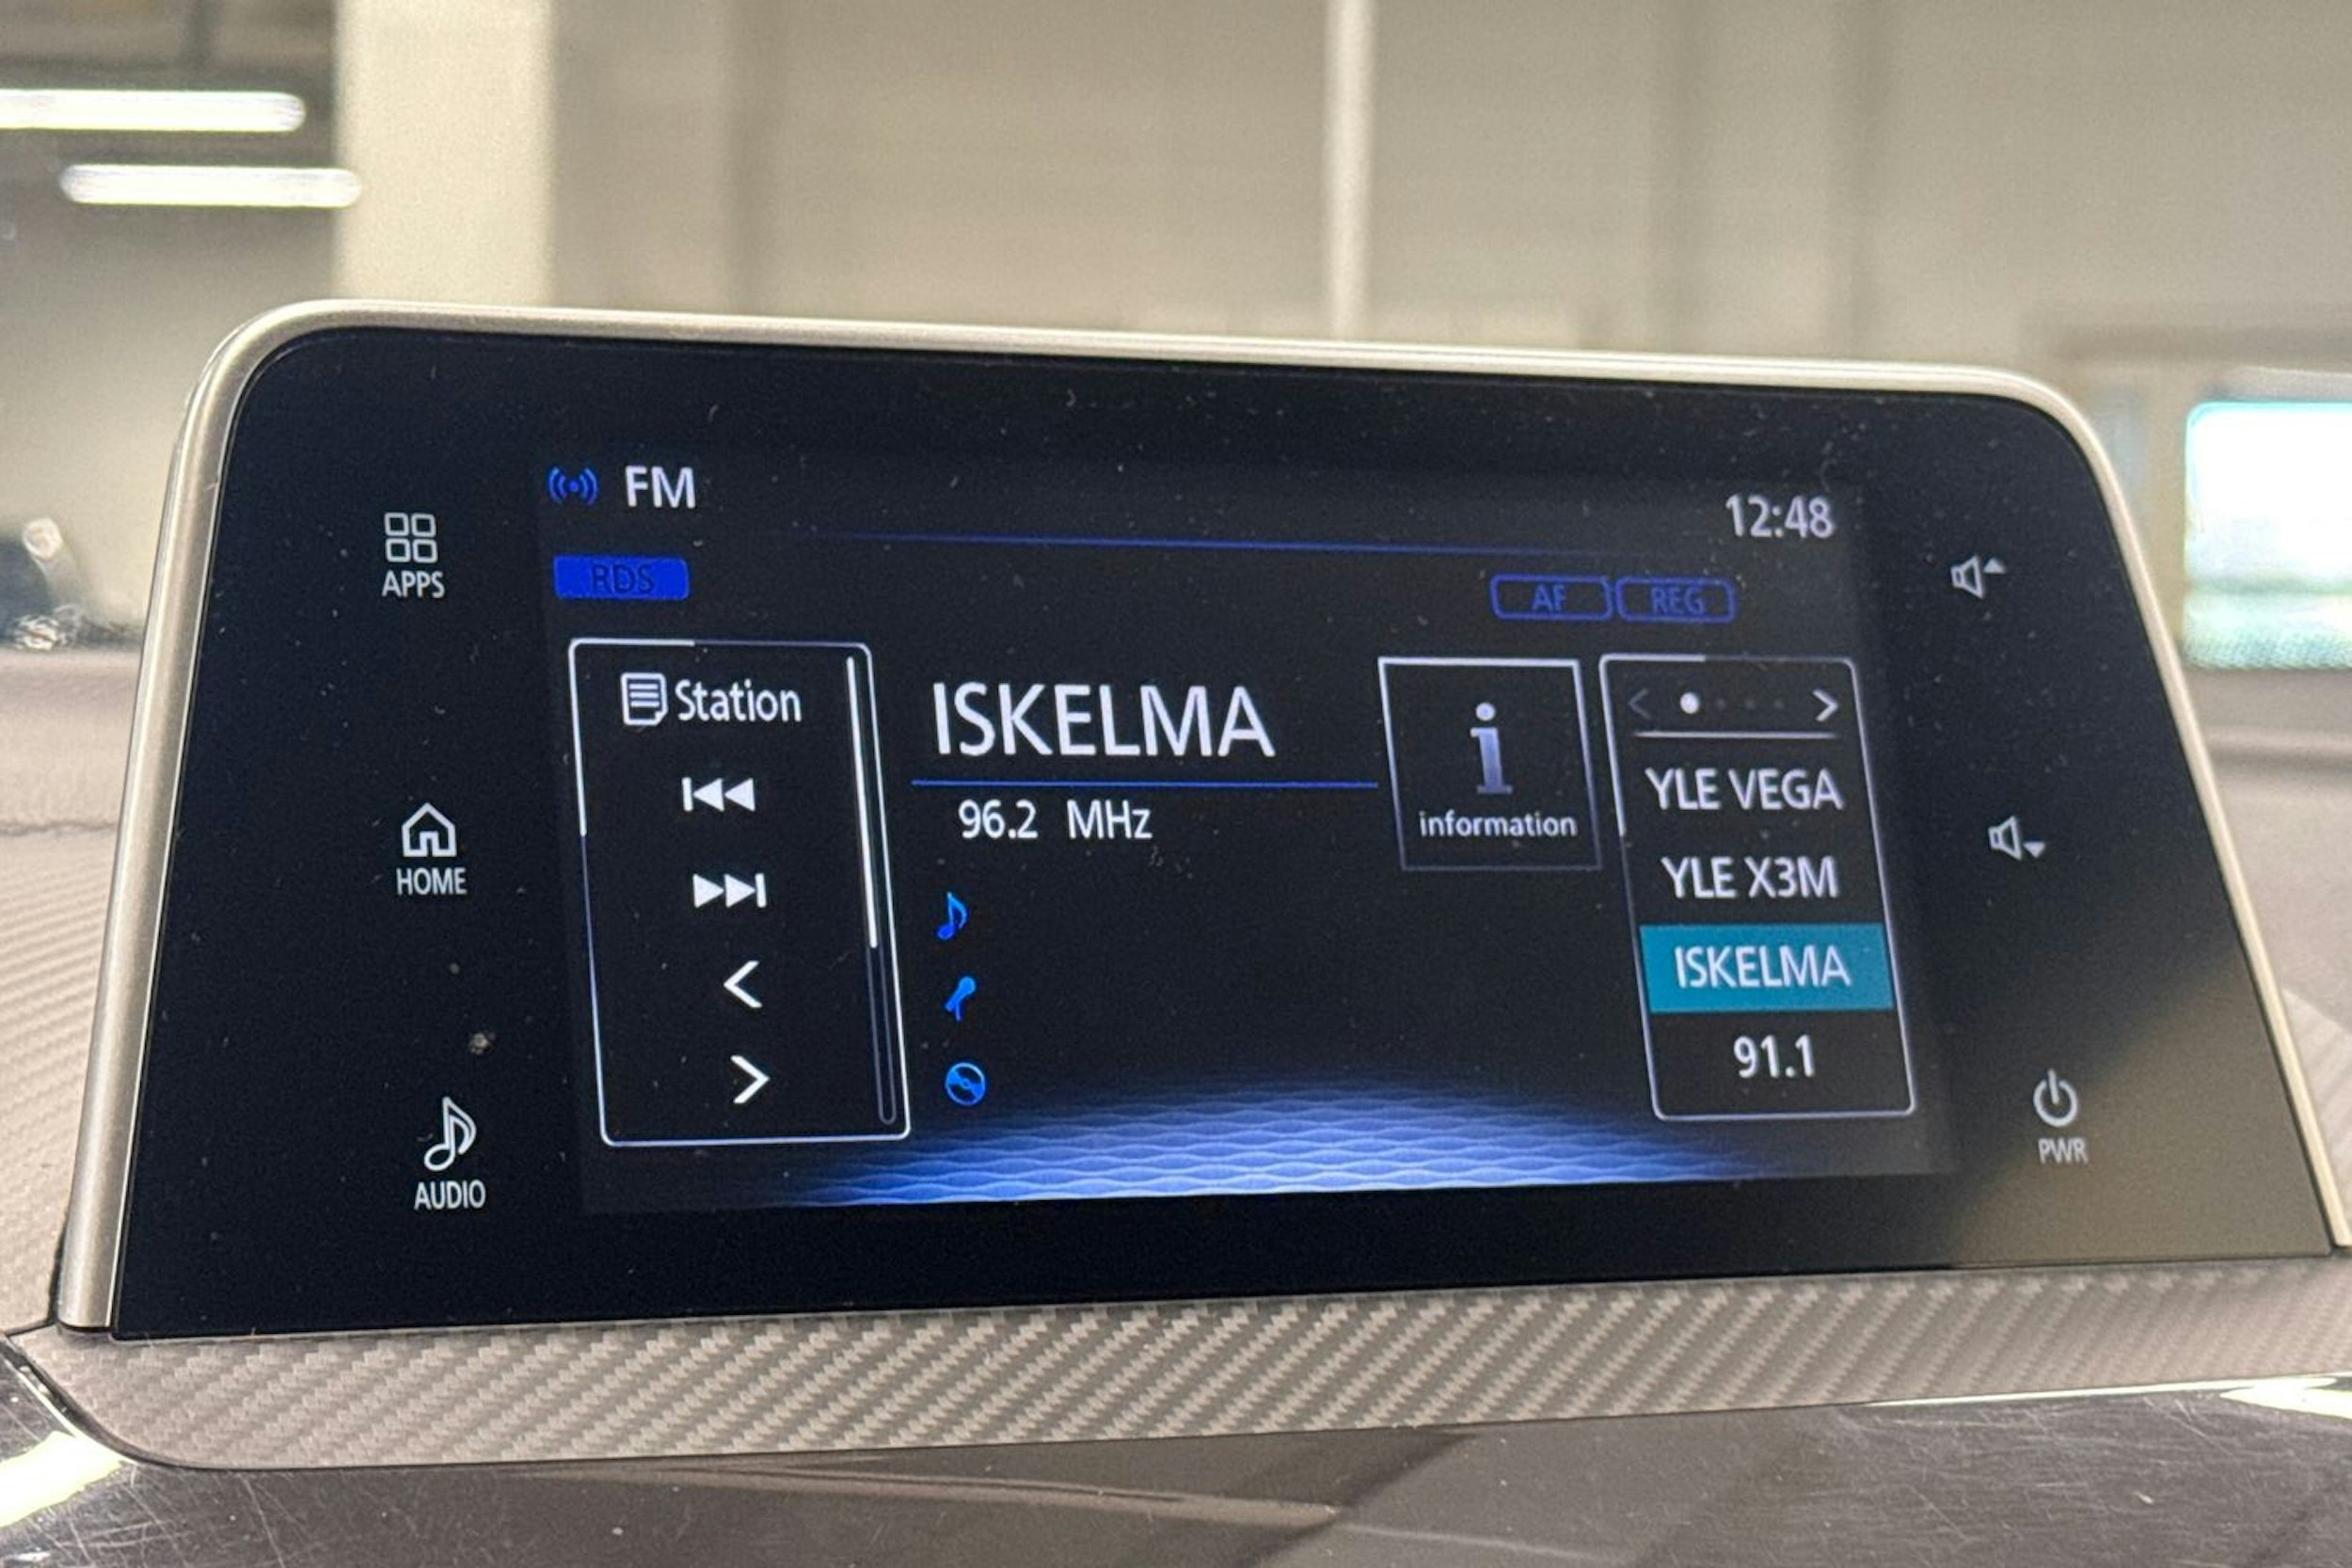 FM
12:48
APPS
RDS
AF REG
Station
ISKELMA
96.2 MHz
information
YLE VEGA
YLE X3M
ISKELMA
91.1
HOME
AUDIO
PWR